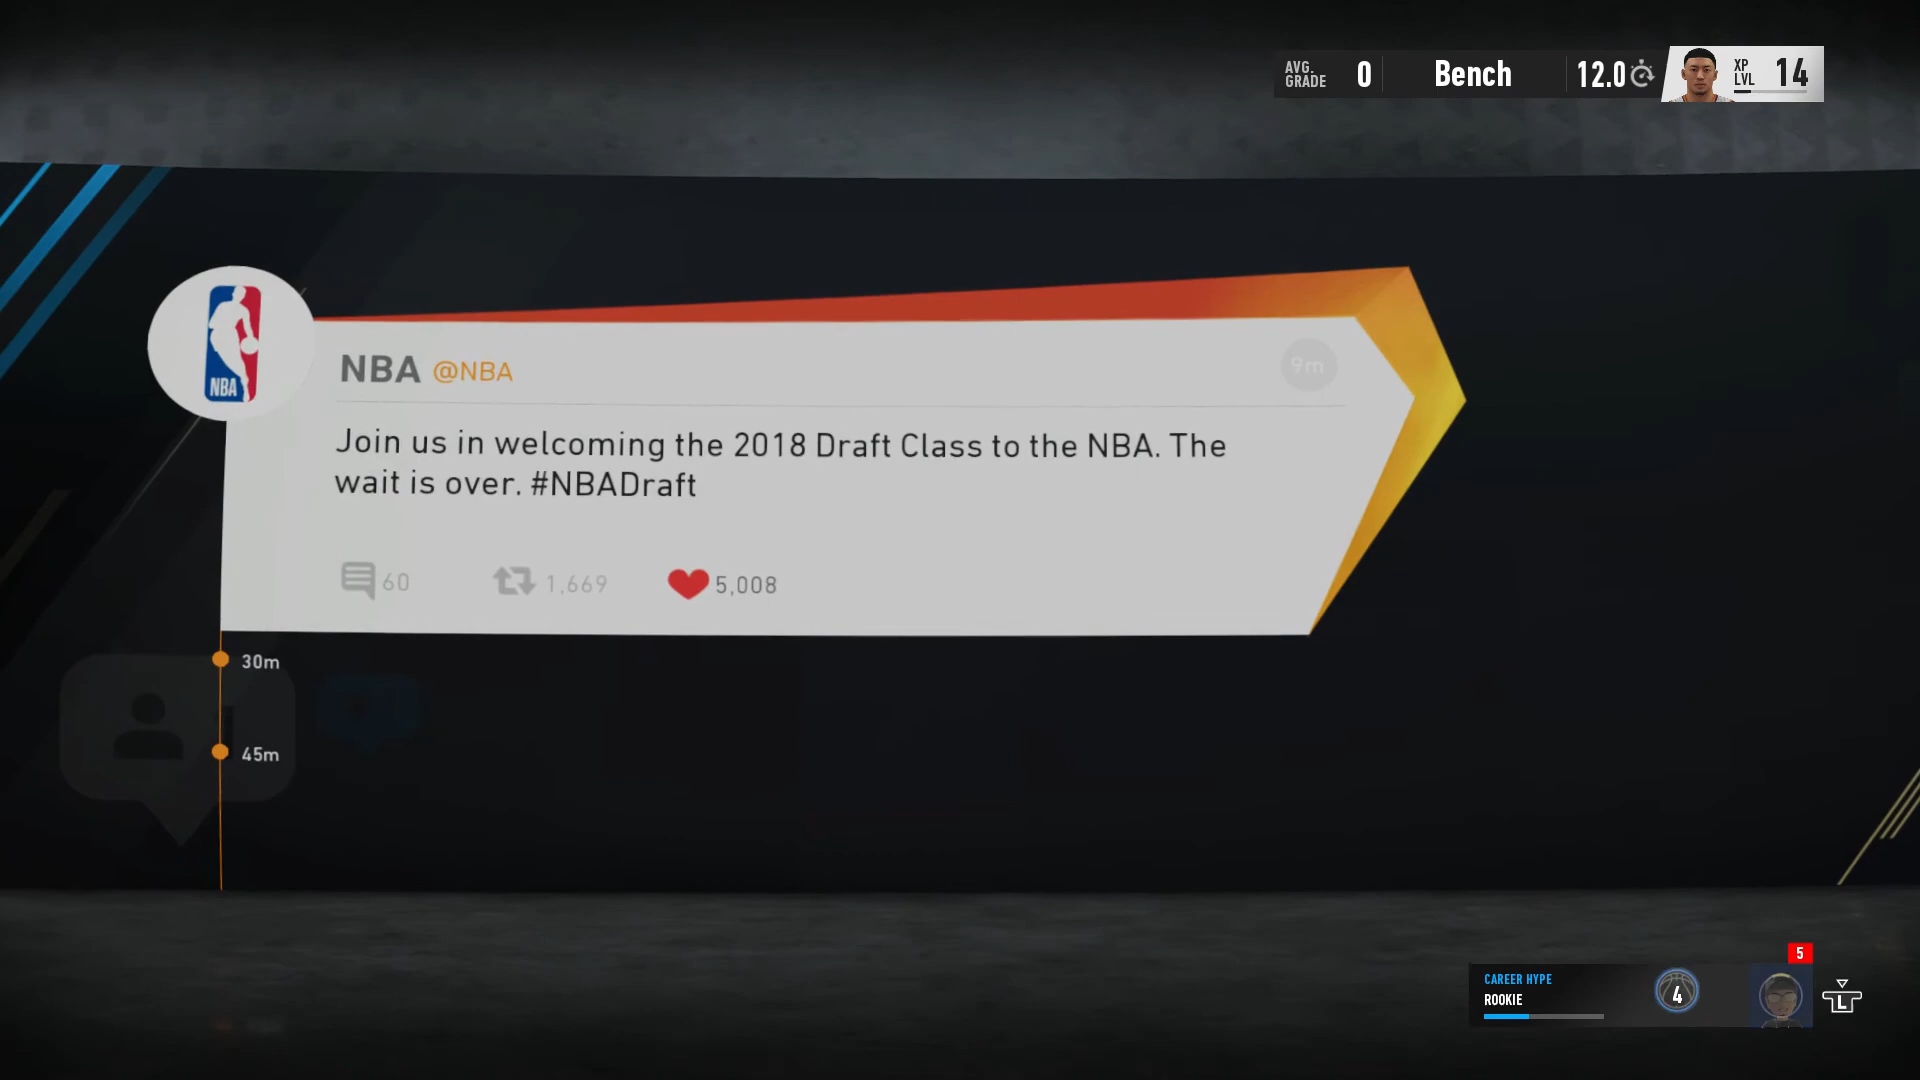 AVG.
GRADE
0
Bench
12.0
XP
LVL
14
NBA
NBA @NBA
9m
Join us in welcoming the 2018 Draft Class to the NBA. The
wait is over. #NBADraft
60
1,669
5,008
30m
45m
5
CAREER HYPE
ROOKIE
4
L